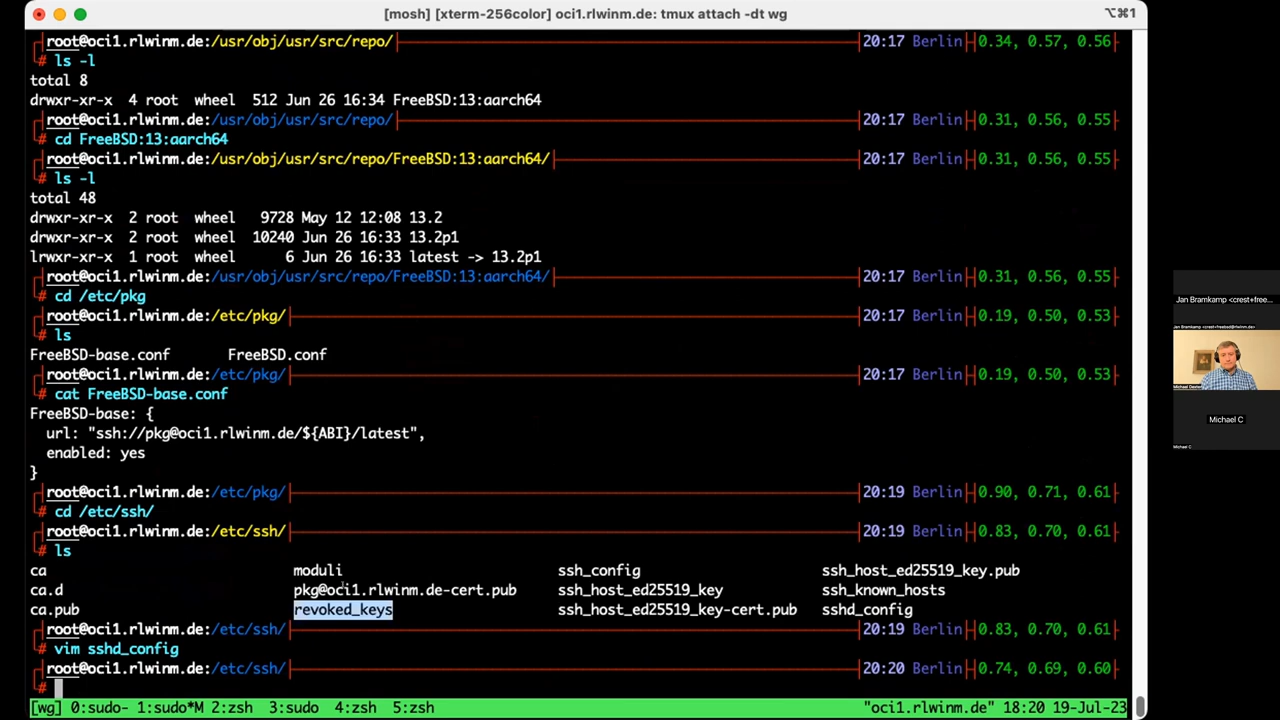 [mosh] [xterm-256color] oci1.rlwinm.de: tmux attach -dt wg
⌥⌘1
root@oci1.rlwinm.de:/usr/obj/usr/src/repo/ 20:17 Berlin 0.34, 0.57, 0.56
# ls -l
total 8
drwxr-xr-x 4 root wheel 512 Jun 26 16:34 FreeBSD:13:aarch64
root@oci1.rlwinm.de:/usr/obj/usr/src/repo/ 20:17 Berlin 0.31, 0.56, 0.55
# cd FreeBSD:13:aarch64
root@oci1.rlwinm.de:/usr/obj/usr/src/repo/FreeBSD:13:aarch64/ 20:17 Berlin 0.31, 0.56, 0.55
# ls -l
total 48
drwxr-xr-x 2 root wheel 9728 May 12 12:08 13.2
drwxr-xr-x 2 root wheel 10240 Jun 26 16:33 13.2p1
lrwxr-xr-x 1 root wheel 6 Jun 26 16:33 latest -> 13.2p1
root@oci1.rlwinm.de:/usr/obj/usr/src/repo/FreeBSD:13:aarch64/ 20:17 Berlin 0.31, 0.56, 0.55
# cd /etc/pkg
root@oci1.rlwinm.de:/etc/pkg/ 20:17 Berlin 0.19, 0.50, 0.53
# ls
FreeBSD-base.conf FreeBSD.conf
root@oci1.rlwinm.de:/etc/pkg/ 20:17 Berlin 0.19, 0.50, 0.53
# cat FreeBSD-base.conf
FreeBSD-base: {
url: "ssh://pkg@oci1.rlwinm.de/${ABI}/latest",
enabled: yes
}
root@oci1.rlwinm.de:/etc/pkg/ 20:19 Berlin 0.90, 0.71, 0.61
# cd /etc/ssh/
root@oci1.rlwinm.de:/etc/ssh/ 20:19 Berlin 0.83, 0.70, 0.61
# ls
ca moduli ssh_config ssh_host_ed25519_key.pub
ca.d pkg@oci1.rlwinm.de-cert.pub ssh_host_ed25519_key ssh_known_hosts
ca.pub revoked_keys ssh_host_ed25519_key-cert.pub sshd_config
root@oci1.rlwinm.de:/etc/ssh/ 20:19 Berlin 0.83, 0.70, 0.61
# vim sshd_config
root@oci1.rlwinm.de:/etc/ssh/ 20:20 Berlin 0.74, 0.69, 0.60
#
[wg] 0:sudo- 1:sudo*M 2:zsh 3:sudo 4:zsh 5:zsh "oci1.rlwinm.de" 18:20 19-Jul-23
Jan Bramkamp <crest+free...
Jan Bramkamp <crest+freebsd@rlwinm.de>
Michael
Michael C
Michael C